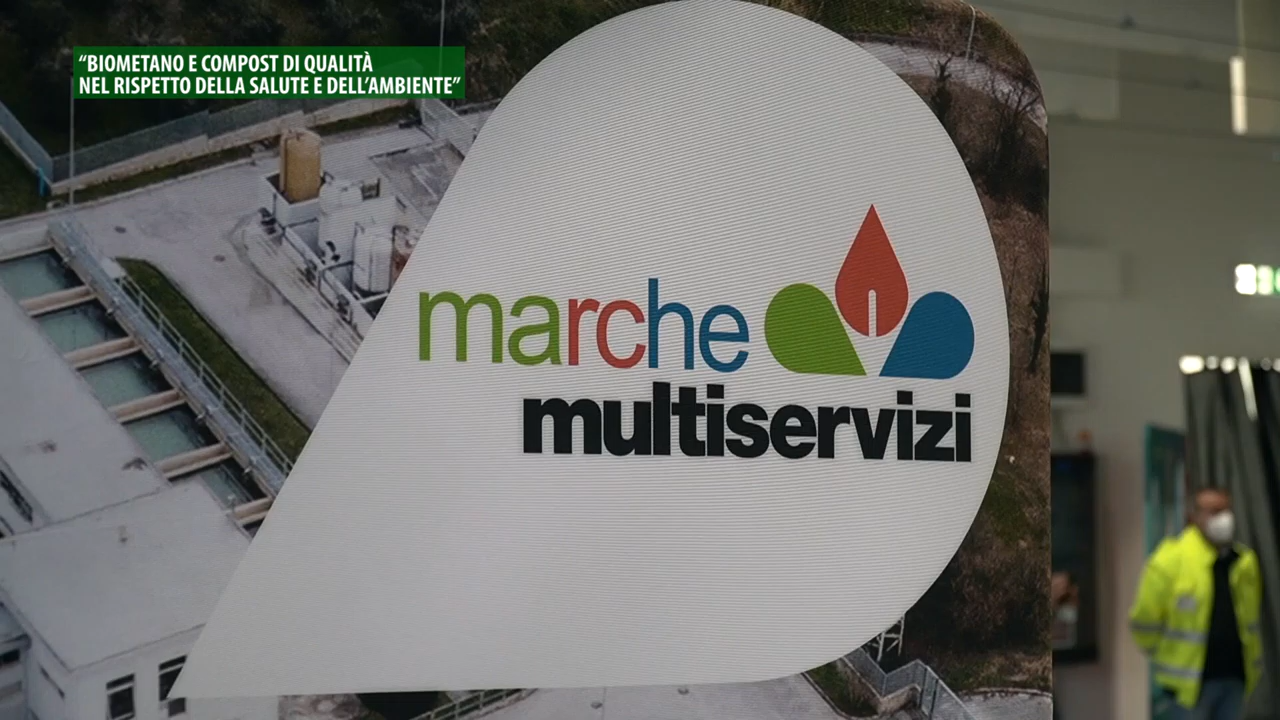 “BIOMETANO E COMPOST DI QUALITÀ
NEL RISPETTO DELLA SALUTE E DELL’AMBIENTE”
marche
multiservizi